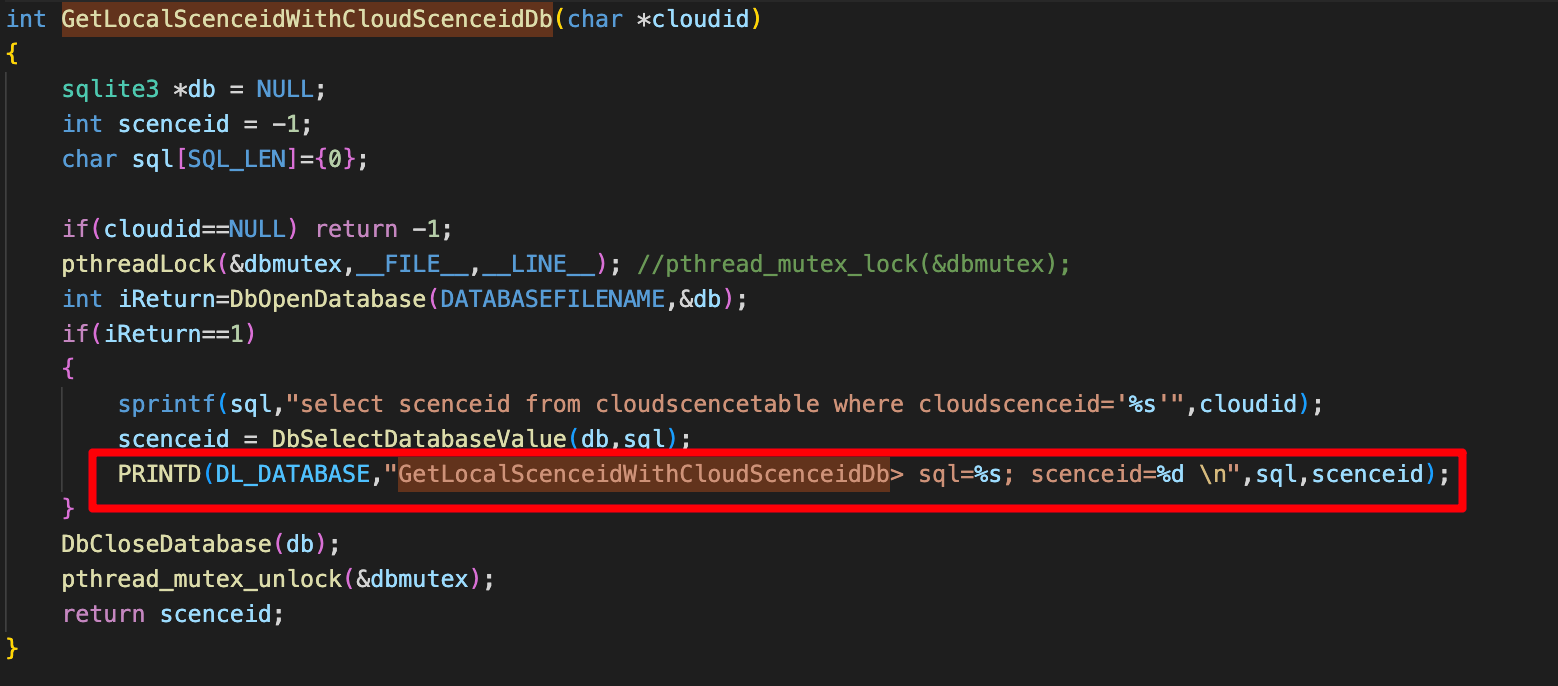 int GetLocalScenceidWithCloudScenceidDb(char *cloudid)
{
    sqlite3 *db = NULL;
    int scenceid = -1;
    char sql[SQL_LEN]={0};
    if(cloudid==NULL) return -1;
    pthreadLock(&dbmutex,__FILE__,__LINE__); //pthread_mutex_lock(&dbmutex);
    int iReturn=DbOpenDatabase(DATABASEFILENAME,&db);
    if(iReturn==1)
    {
        sprintf(sql,"select scenceid from cloudscencetable where cloudscenceid='%s'",cloudid);
        scenceid = DbSelectDatabaseValue(db,sql);
        PRINTD(DL_DATABASE,"GetLocalScenceidWithCloudScenceidDb> sql=%s; scenceid=%d \n",sql,scenceid);
    }
    DbCloseDatabase(db);
    pthread_mutex_unlock(&dbmutex);
    return scenceid;
}